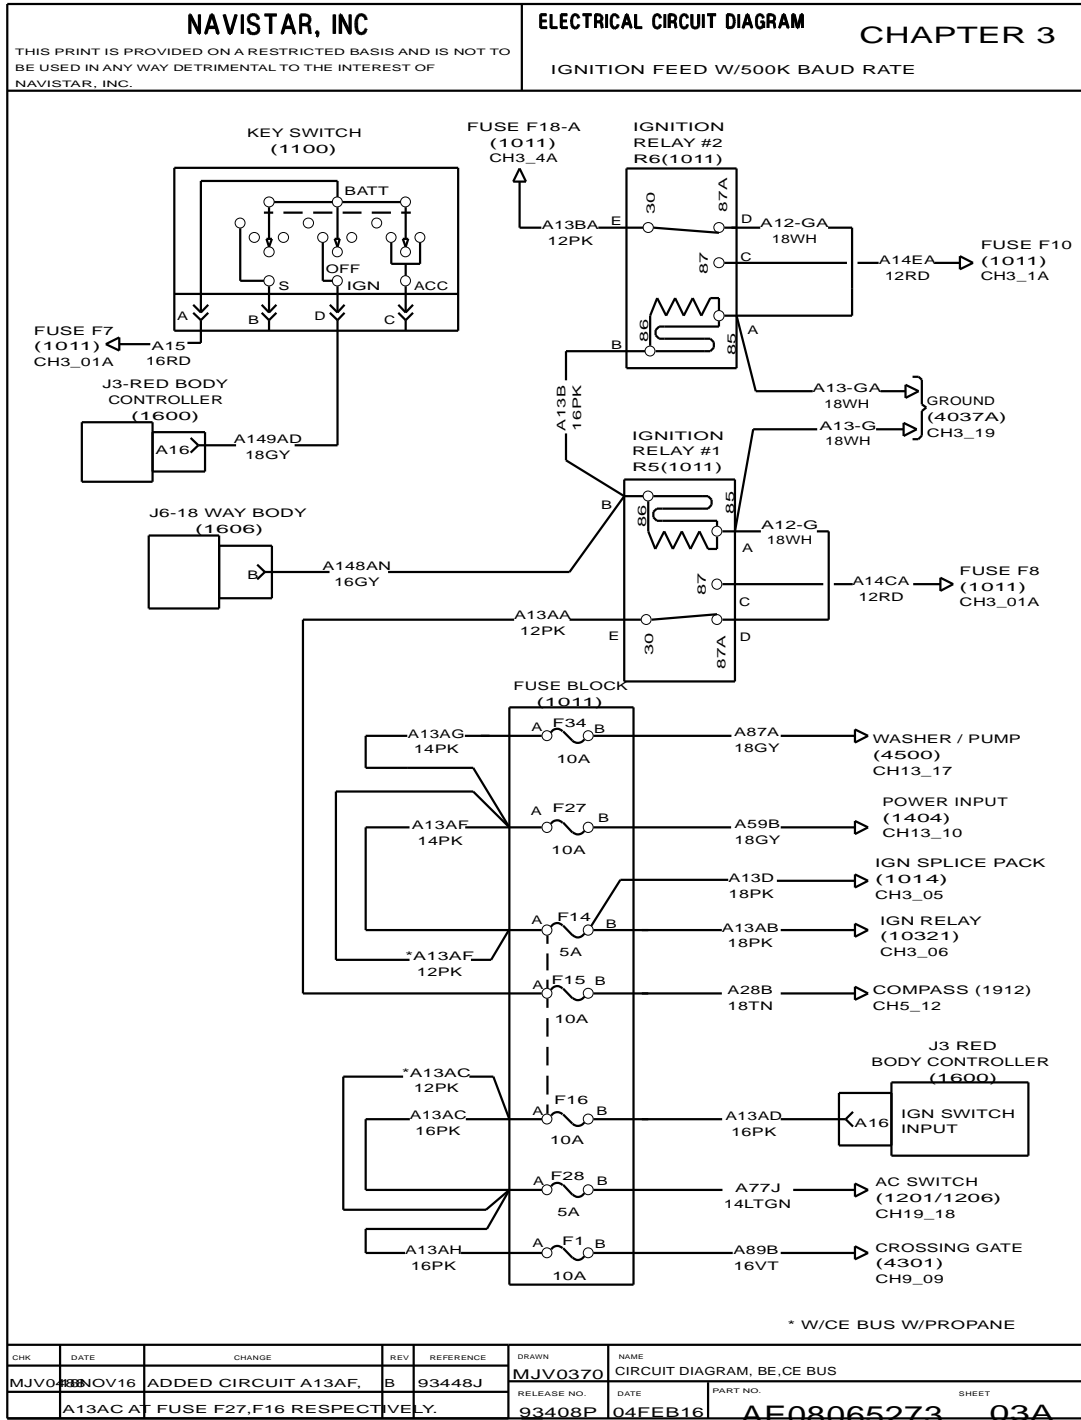 NAVISTAR, INC
THIS PRINT IS PROVIDED ON A RESTRICTED BASIS AND IS NOT TO
BE USED IN ANY WAY DETRIMENTAL TO THE INTEREST OF
NAVISTAR, INC.
ELECTRICAL CIRCUIT DIAGRAM
CHAPTER 3
IGNITION FEED W/500K BAUD RATE
KEY SWITCH
(1100)
BATT
OFF
S
IGN
ACC
A
B
D
C
FUSE F7
(1011)
CH3_01A
A15
16RD
J3-RED BODY
CONTROLLER
(1600)
A16
A149AD
18GY
J6-18 WAY BODY
(1606)
B
A148AN
16GY
FUSE F18-A
(1011)
CH3_4A
A13BA
12PK
IGNITION
RELAY #2
R6(1011)
E
30
87A
D
A12-GA
18WH
87
C
A14EA
12RD
FUSE F10
(1011)
CH3_1A
86
85
B
A
A13B
16PK
A13-GA
18WH
A13-G
18WH
GROUND
(4037A)
CH3_19
IGNITION
RELAY #1
R5(1011)
B
86
85
A
A12-G
18WH
87
C
A14CA
12RD
FUSE F8
(1011)
CH3_01A
A13AA
12PK
E
30
87A
D
FUSE BLOCK
(1011)
A13AG
14PK
A
F34
B
10A
A87A
18GY
WASHER / PUMP
(4500)
CH13_17
A13AF
14PK
A
F27
B
10A
A59B
18GY
POWER INPUT
(1404)
CH13_10
A13D
18PK
IGN SPLICE PACK
(1014)
CH3_05
*A13AF
12PK
A
F14
B
5A
A13AB
18PK
IGN RELAY
(10321)
CH3_06
A
F15
B
10A
A28B
18TN
COMPASS (1912)
CH5_12
*A13AC
12PK
A13AC
16PK
A
F16
B
10A
A13AD
16PK
J3 RED
BODY CONTROLLER
(1600)
A16
IGN SWITCH
INPUT
A
F28
B
5A
A77J
14LTGN
AC SWITCH
(1201/1206)
CH19_18
A13AH
16PK
A
F1
B
10A
A89B
16VT
CROSSING GATE
(4301)
CH9_09
* W/CE BUS W/PROPANE
CHK
DATE
CHANGE
REV
REFERENCE
NOV16
ADDED CIRCUIT A13AF,
B
93448J
A13AC AT FUSE F27,F16 RESPECTIVELY.
DRAWN
MJV0370
NAME
CIRCUIT DIAGRAM, BE,CE BUS
RELEASE NO.
93408P
DATE
04FEB16
PART NO.
AE08065273
SHEET
03A